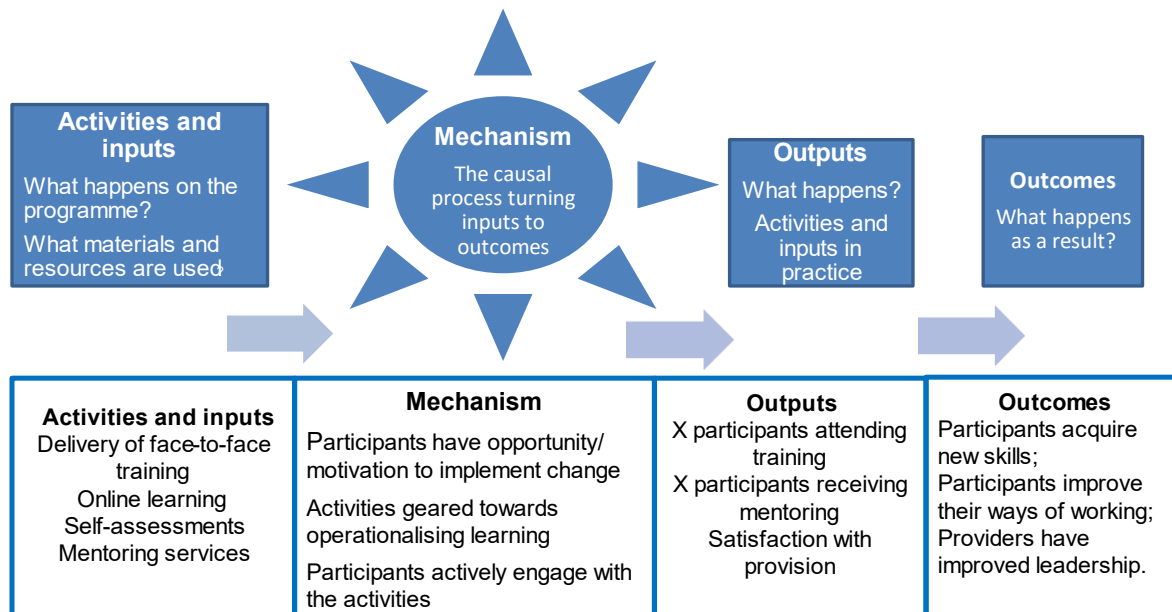 Activities and
inputs
What happens on the
programme?
What materials and
resources are used?
Mechanism
The causal
process turning
inputs to
outcomes
Outputs
What happens?
Activities and
inputs in
practice
Outcomes
What happens
as a result?
Activities and inputs
Delivery of face-to-face
training
Online learning
Self-assessments
Mentoring services
Mechanism
Participants have opportunity/
motivation to implement change
Activities geared towards
operationalising learning
Participants actively engage with
the activities
Outputs
X participants attending
training
X participants receiving
mentoring
Satisfaction with
provision
Outcomes
Participants acquire
new skills;
Participants improve
their ways of working;
Providers have
improved leadership.